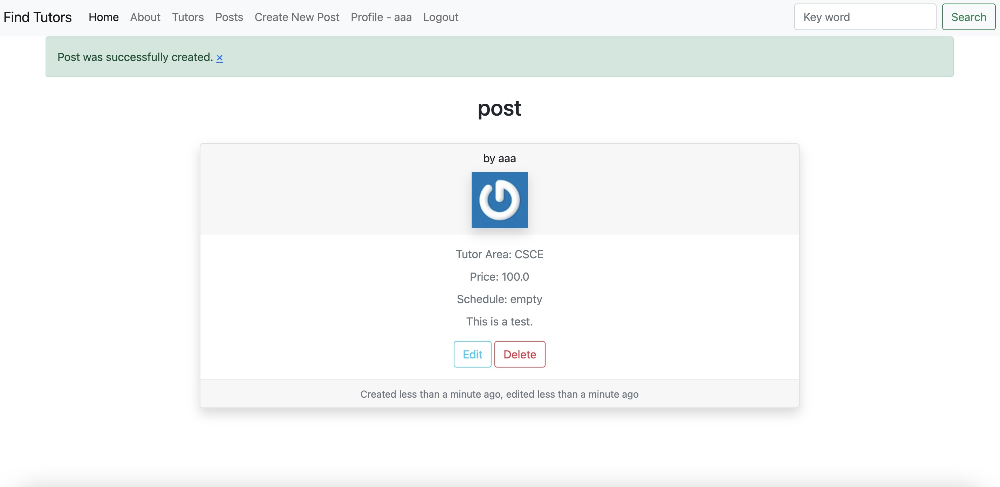 Find Tutors Home About Tutors Posts Create New Post Profile - aaa Logout Key word Search
Post was successfully created. ×
post
by aaa
Tutor Area: CSCE
Price: 100.0
Schedule: empty
This is a test.
Edit Delete
Created less than a minute ago, edited less than a minute ago